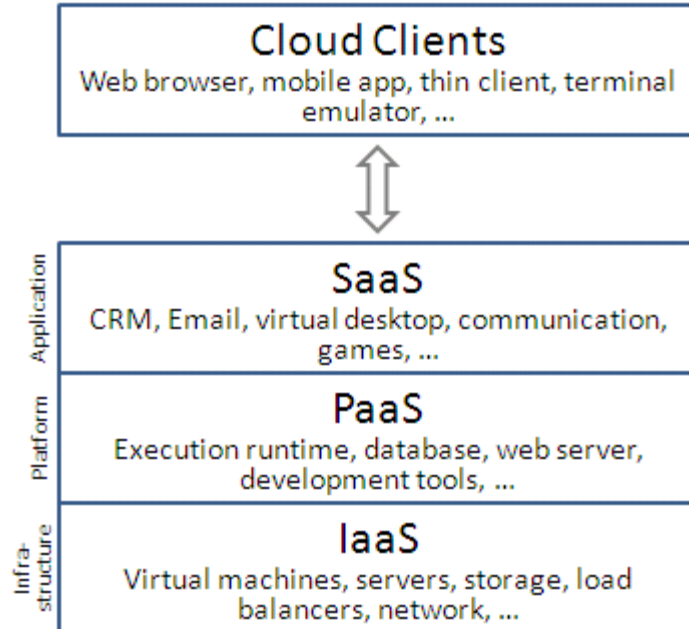 Cloud Clients
Web browser, mobile app, thin client, terminal
emulator, ...
Application
SaaS
CRM, Email, virtual desktop, communication,
games, ...
Platform
PaaS
Execution runtime, database, web server,
development tools, ...
Infra-
structure
IaaS
Virtual machines, servers, storage, load
balancers, network, ...